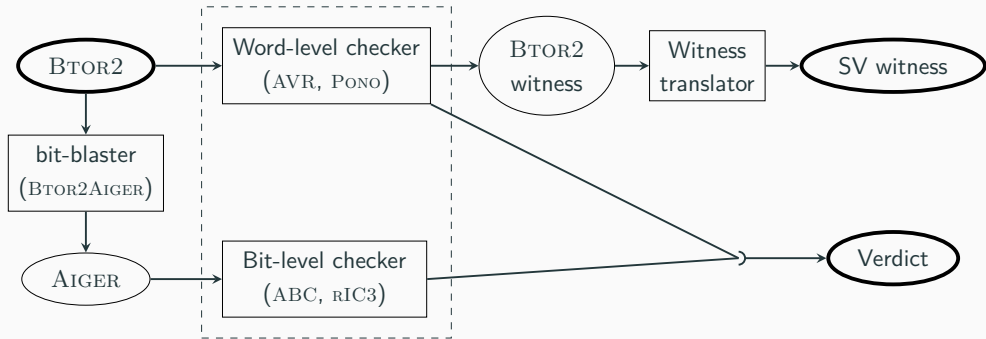 BTOR2
Word-level checker
(AVR, PONO)
BTOR2
witness
Witness
translator
SV witness
bit-blaster
(BTOR2AIGER)
AIGER
Bit-level checker
(ABC, RIC3)
Verdict